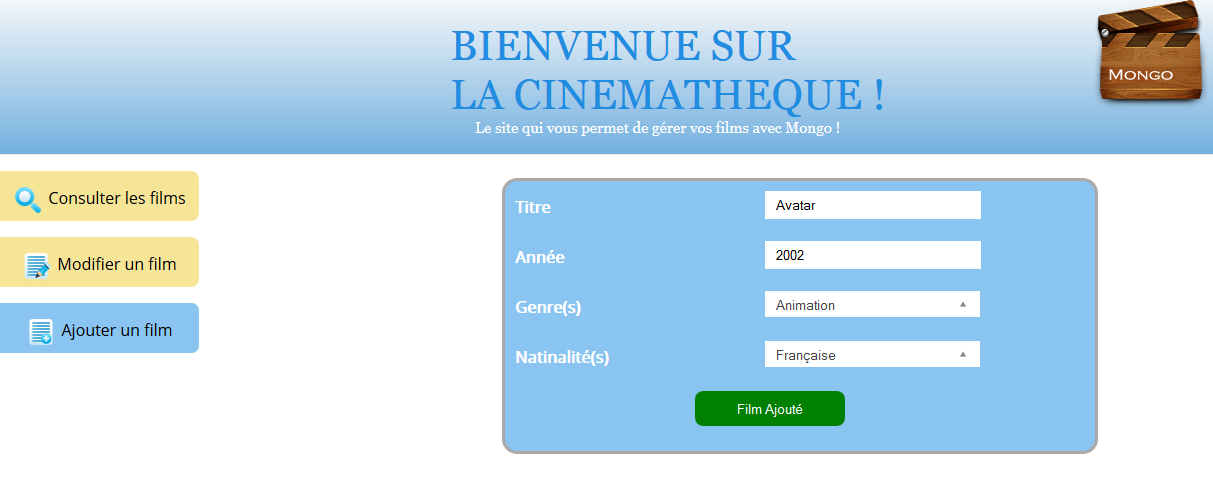 BIENVENUE SUR
LA CINEMATHEQUE !
Le site qui vous permet de gérer vos films avec Mongo !
MONGO
Consulter les films
Modifier un film
Ajouter un film
Titre
Avatar
Année
2002
Genre(s)
Animation
Natinalité(s)
Française
Film Ajouté